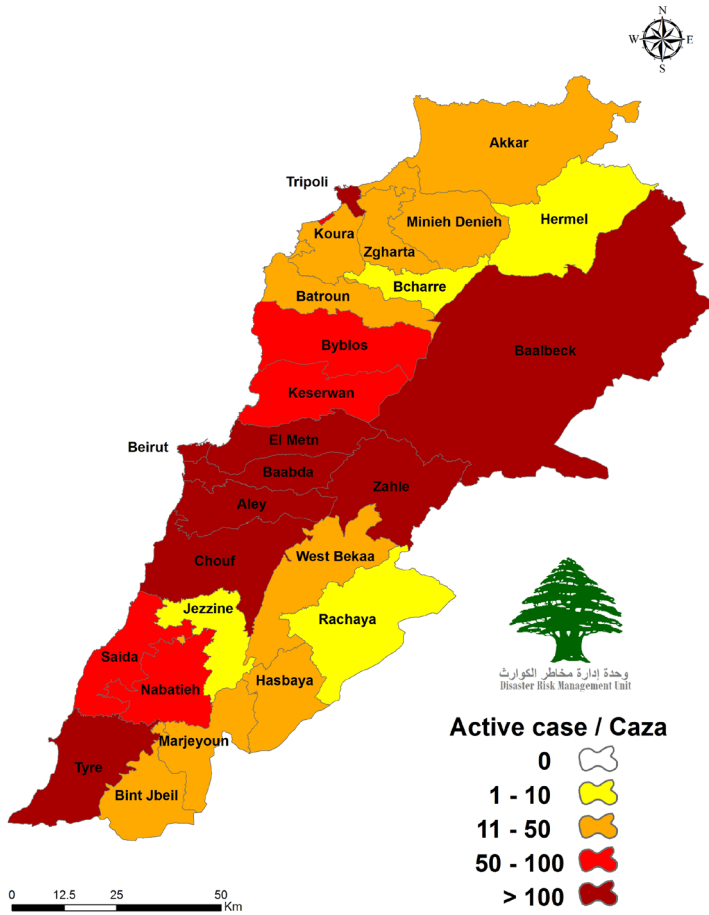 N
W E
S
Akkar
Tripoli
Hermel
Minieh Denieh
Koura
Zgharta
Bcharre
Batroun
Byblos
Baalbeck
Keserwan
El Metn
Beirut
Baabda
Zahle
Aley
West Bekaa
Chouf
Jezzine
Rachaya
Saida
Hasbaya
Nabatieh
وحدة إدارة مخاطر الكوارث
Disaster Risk Management Unit
Marjeyoun
Tyre
Bint Jbeil
Active case / Caza
0
1 - 10
11 - 50
50 - 100
> 100
0 12.5 25 50
Km